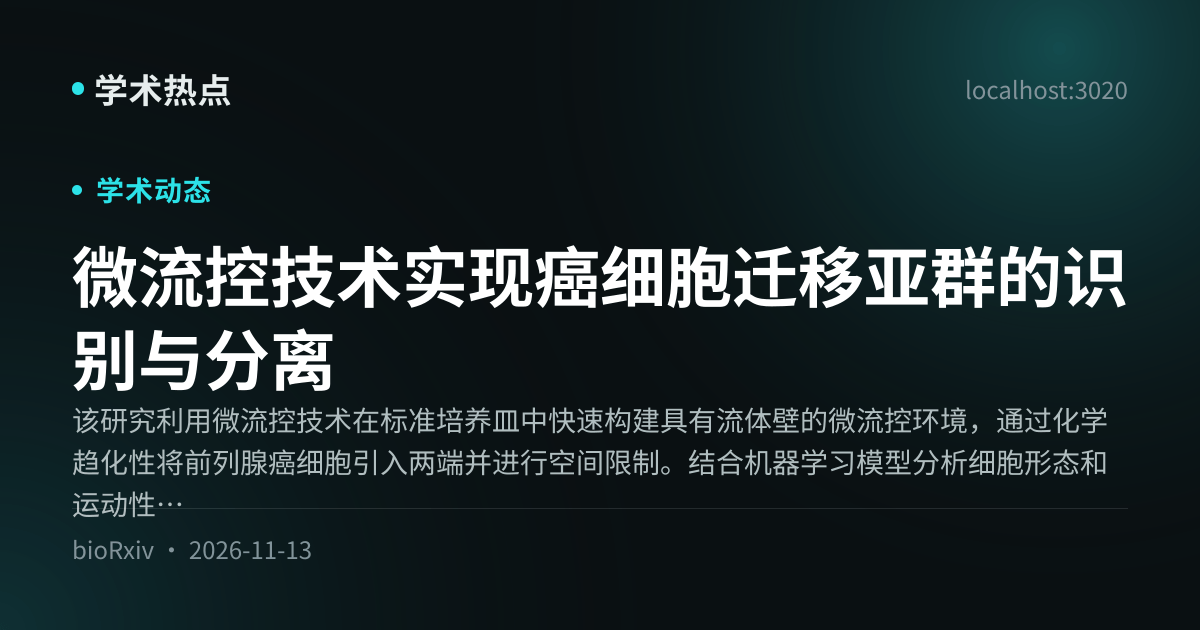 学术热点
localhost:3020
学术动态
微流控技术实现癌细胞迁移亚群的识
别与分离
该研究利用微流控技术在标准培养皿中快速构建具有流体壁的微流控环境，通过化学
趋化性将前列腺癌细胞引入两端并进行空间限制。结合机器学习模型分析细胞形态和
运动性…
bioRxiv • 2026-11-13